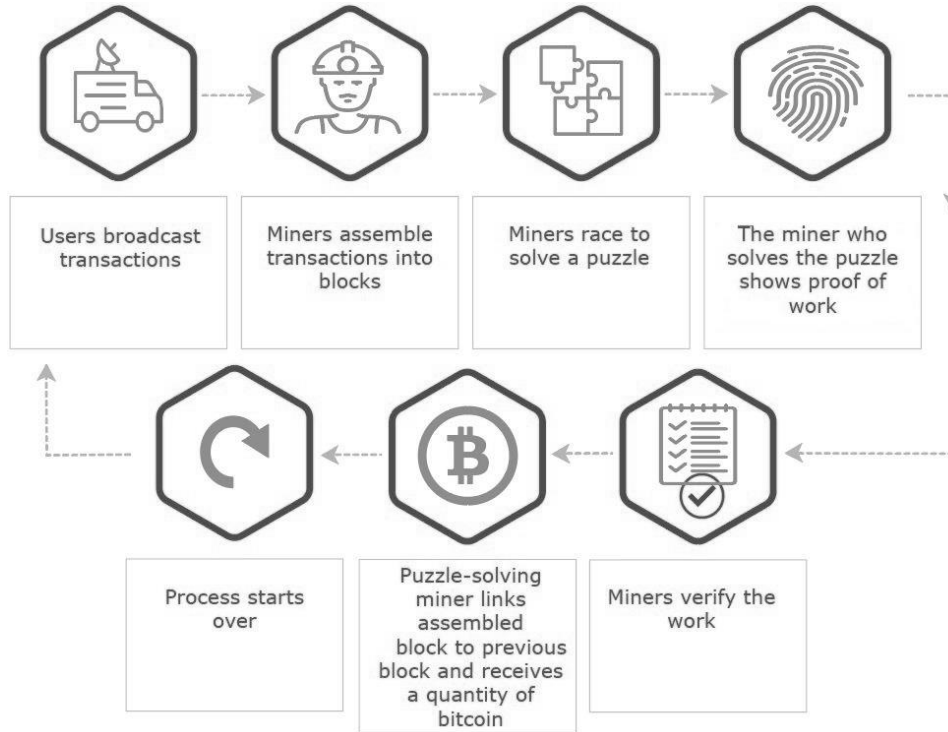 Users broadcast
transactions
Miners assemble
transactions into
blocks
Miners race to
solve a puzzle
The miner who
solves the puzzle
shows proof of
work
Process starts
over
Puzzle-solving
miner links
assembled
block to previous
block and receives
a quantity of
bitcoin
Miners verify the
work